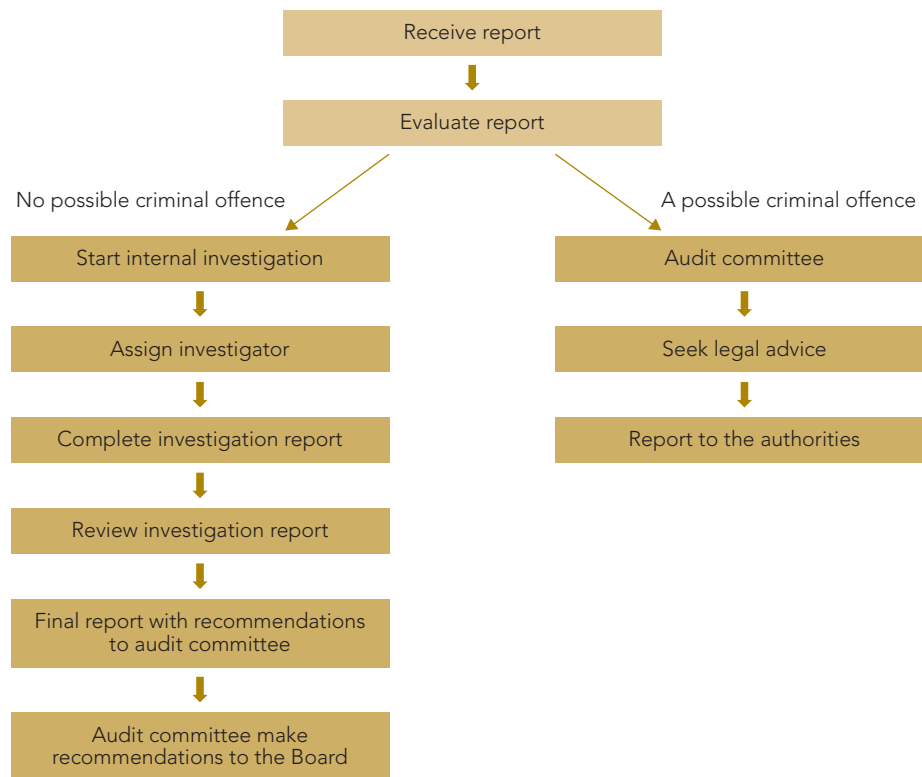 Receive report
Evaluate report
No possible criminal offence
A possible criminal offence
Start internal investigation
Audit committee
Assign investigator
Seek legal advice
Complete investigation report
Report to the authorities
Review investigation report
Final report with recommendations
to audit committee
Audit committee make
recommendations to the Board